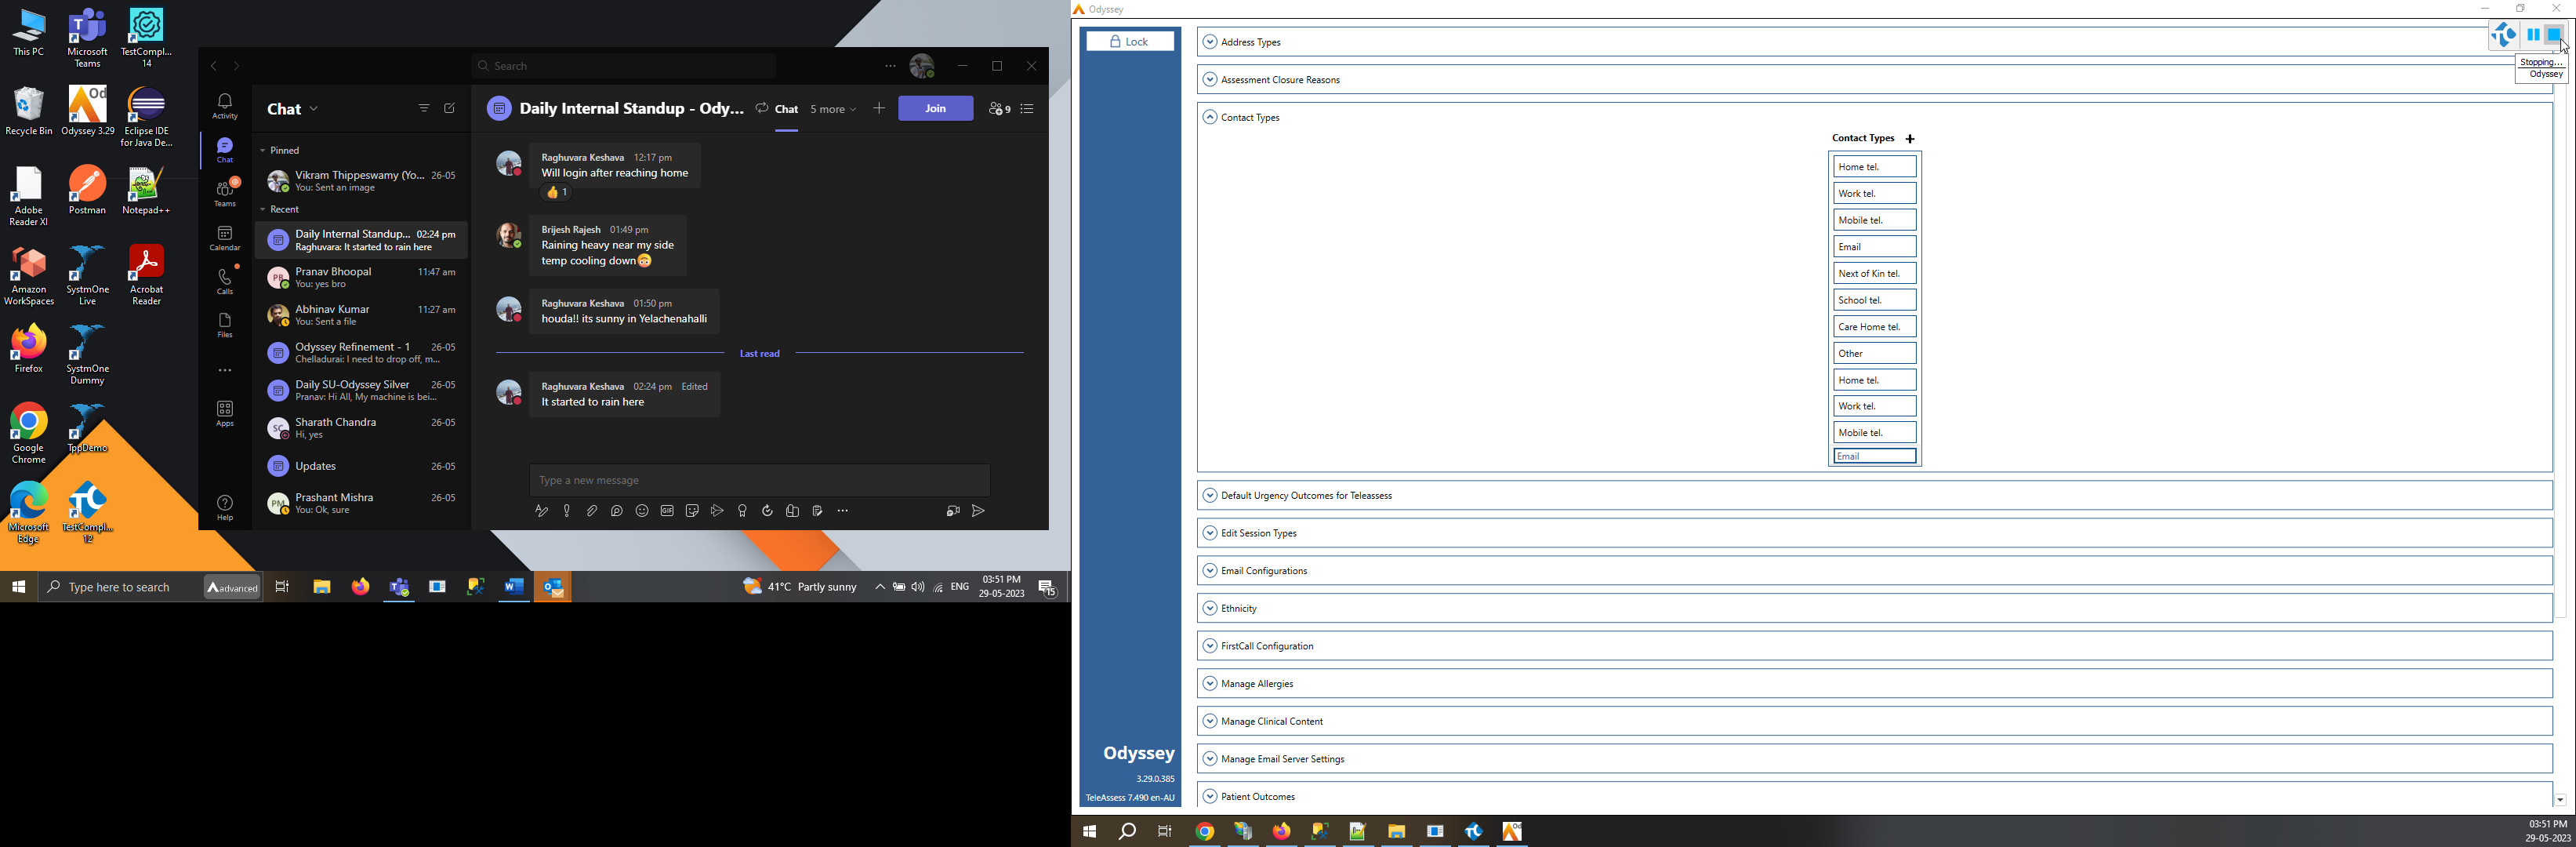 This PC
Microsoft
Teams
TestCompl...
14
Recycle Bin
Odyssey 3.29
Eclipse IDE
for Java De...
Adobe
Reader XI
Postman
Notepad++
Amazon
WorkSpaces
SystmOne
Live
Acrobat
Reader
Firefox
SystmOne
Dummy
Google
Chrome
TppDemo
Microsoft
Edge
TestCompl...
12
Search
Activity
Chat
Teams
Calendar
Calls
Files
Apps
Help
Chat
Pinned
Vikram Thippeswamy (Yo... 26-05
You: Sent an image
Recent
Daily Internal Standup... 02:24 pm
Raghuvara: It started to rain here
Pranav Bhoopal 11:47 am
You: yes bro
Abhinav Kumar 11:27 am
You: Sent a file
Odyssey Refinement - 1 26-05
Chelladurai: I need to drop off, m...
Daily SU-Odyssey Silver 26-05
Pranav: Hi All, My machine is bei...
SC
Sharath Chandra 26-05
Hi, yes
Updates 26-05
PM
Prashant Mishra 26-05
You: Ok, sure
Daily Internal Standup - Ody... Chat 5 more Join 9
Raghuvara Keshava 12:17 pm
Will login after reaching home
1
Brijesh Rajesh 01:49 pm
Raining heavy near my side
temp cooling down
Raghuvara Keshava 01:50 pm
houda!! its sunny in Yelachenahalli
Last read
Raghuvara Keshava 02:24 pm Edited
It started to rain here
Type a new message
GIF
Type here to search
advanced
41°C Partly sunny
ENG
03:51 PM
29-05-2023
15
Odyssey
Lock
Stopping...
Odyssey
Address Types
Assessment Closure Reasons
Contact Types
Contact Types +
Home tel.
Work tel.
Mobile tel.
Email
Next of Kin tel.
School tel.
Care Home tel.
Other
Home tel.
Work tel.
Mobile tel.
Email
Default Urgency Outcomes for Teleassess
Edit Session Types
Email Configurations
Ethnicity
FirstCall Configuration
Manage Allergies
Manage Clinical Content
Manage Email Server Settings
Patient Outcomes
Odyssey
3.29.0.385
TeleAssess 7.490 en-AU
03:51 PM
29-05-2023